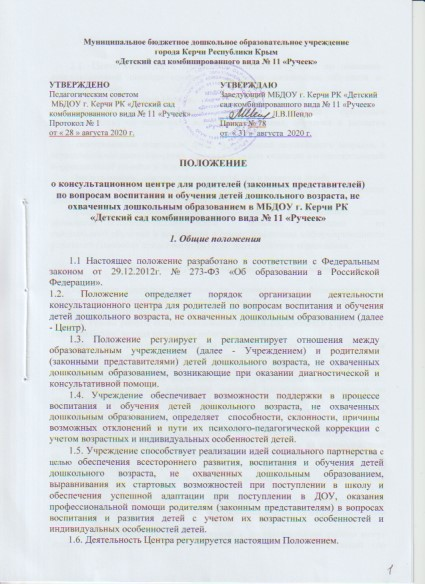 Муниципальное бюджетное дошкольное образовательное учреждение
города Керчи Республики Крым
«Детский сад комбинированного вида № 11 «Ручеек»
УТВЕРЖДЕНО
Педагогическим советом
МБДОУ г. Керчи РК «Детский сад
комбинированного вида № 11 «Ручеек»
Протокол № 1
от « 28 » августа 2020 г.
УТВЕРЖДАЮ
Заведующий МБДОУ г. Керчи РК «Детский
сад комбинированного вида № 11 «Ручеек»
Л.В.Шейло
Приказ № 78
от « 31 » августа 2020 г.
ПОЛОЖЕНИЕ
о консультационном центре для родителей (законных представителей)
по вопросам воспитания и обучения детей дошкольного возраста, не
охваченных дошкольным образованием в МБДОУ г. Керчи РК
«Детский сад комбинированного вида № 11 «Ручеек»
1. Общие положения
1.1 Настоящее положение разработано в соответствии с Федеральным
законом от 29.12.2012г. № 273-ФЗ «Об образовании в Российской
Федерации».
1.2. Положение определяет порядок организации деятельности
консультационного центра для родителей по вопросам воспитания и обучения
детей дошкольного возраста, не охваченных дошкольным образованием (далее
- Центр).
1.3. Положение регулирует и регламентирует отношения между
образовательным учреждением (далее - Учреждением) и родителями
(законными представителями) детей дошкольного возраста, не охваченных
дошкольным образованием, возникающие при оказании диагностической и
консультативной помощи.
1.4. Учреждение обеспечивает возможности поддержки в процессе
воспитания и обучения детей дошкольного возраста, не охваченных
дошкольным образованием, определяет способности, склонности, причины
возможных отклонений и пути их психолого-педагогической коррекции с
учетом возрастных и индивидуальных особенностей детей.
1.5. Учреждение способствует реализации идей социального партнерства с
целью обеспечения всестороннего развития, воспитания и обучения детей
дошкольного возраста, не охваченных дошкольным образованием,
выравнивания их стартовых возможностей при поступлении в школу и
обеспечения успешной адаптации при поступлении в ДОУ, оказания
профессиональной помощи родителям (законным представителям) в вопросах
воспитания и развития детей с учетом их возрастных особенностей и
индивидуальных особенностей детей.
1.6. Деятельность Центра регулируется настоящим Положением.
1